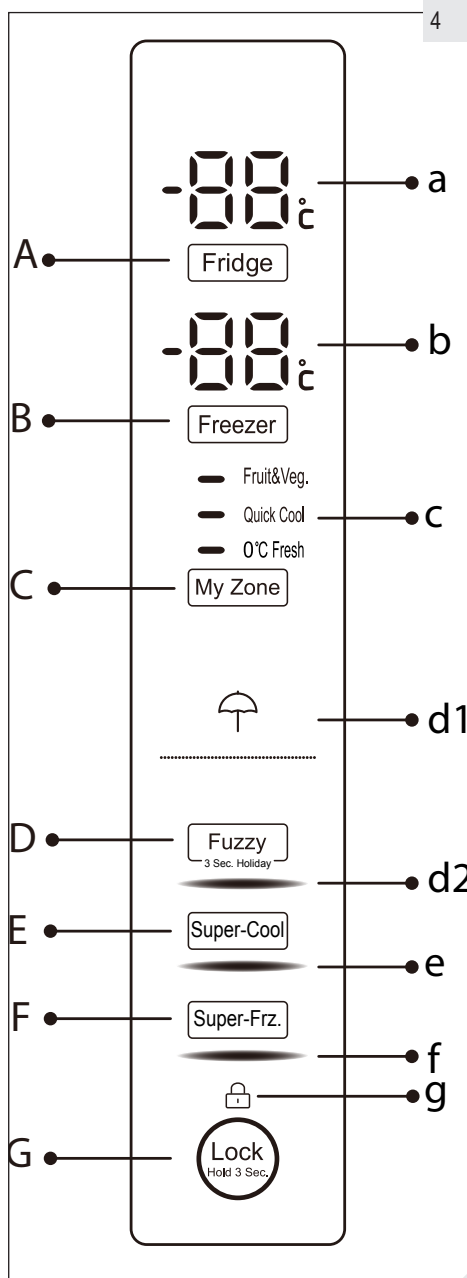 4
-88°c
a
A
Fridge
-88°c
b
B
Freezer
Fruit&Veg.
Quick Cool
c
0°C Fresh
C
My Zone
d1
D
Fuzzy
3 Sec. Holiday
d2
E
Super-Cool
e
F
Super-Frz.
f
g
G
Lock
Hold 3 Sec.